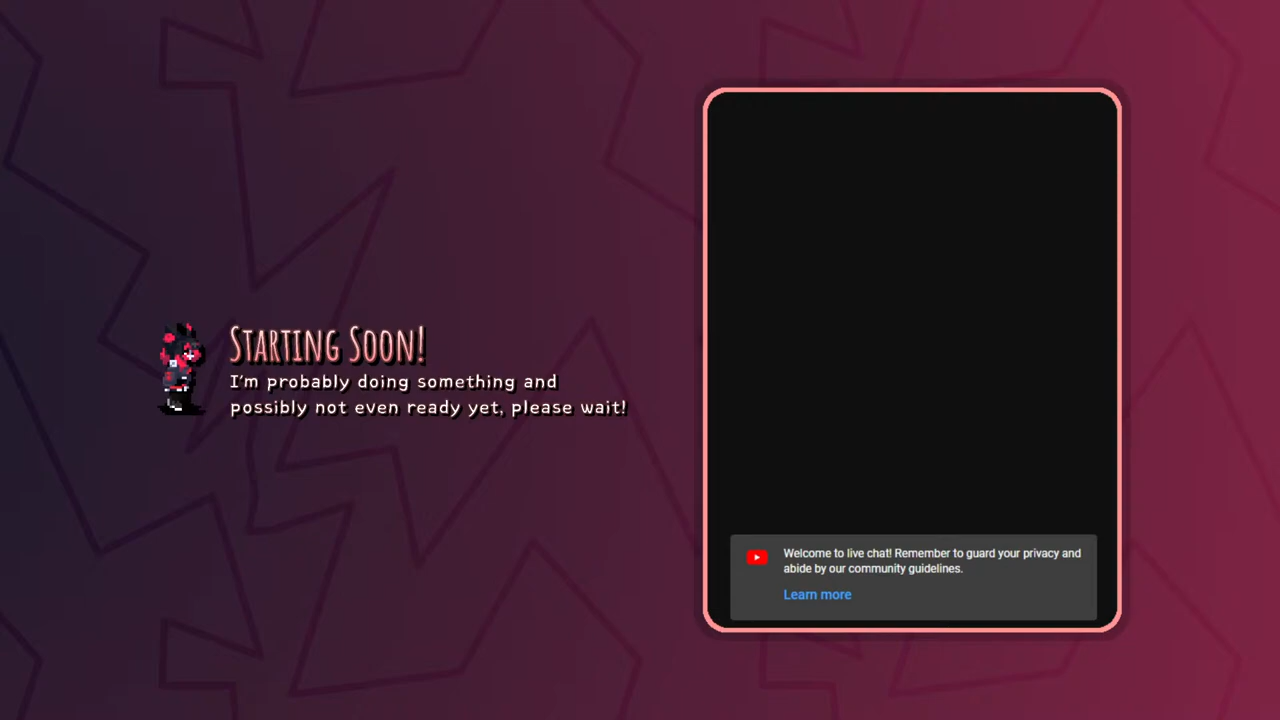 Starting Soon!
I'm probably doing something and
possibly not even ready yet, please wait!
Welcome to live chat! Remember to guard your privacy and
abide by our community guidelines.
Learn more